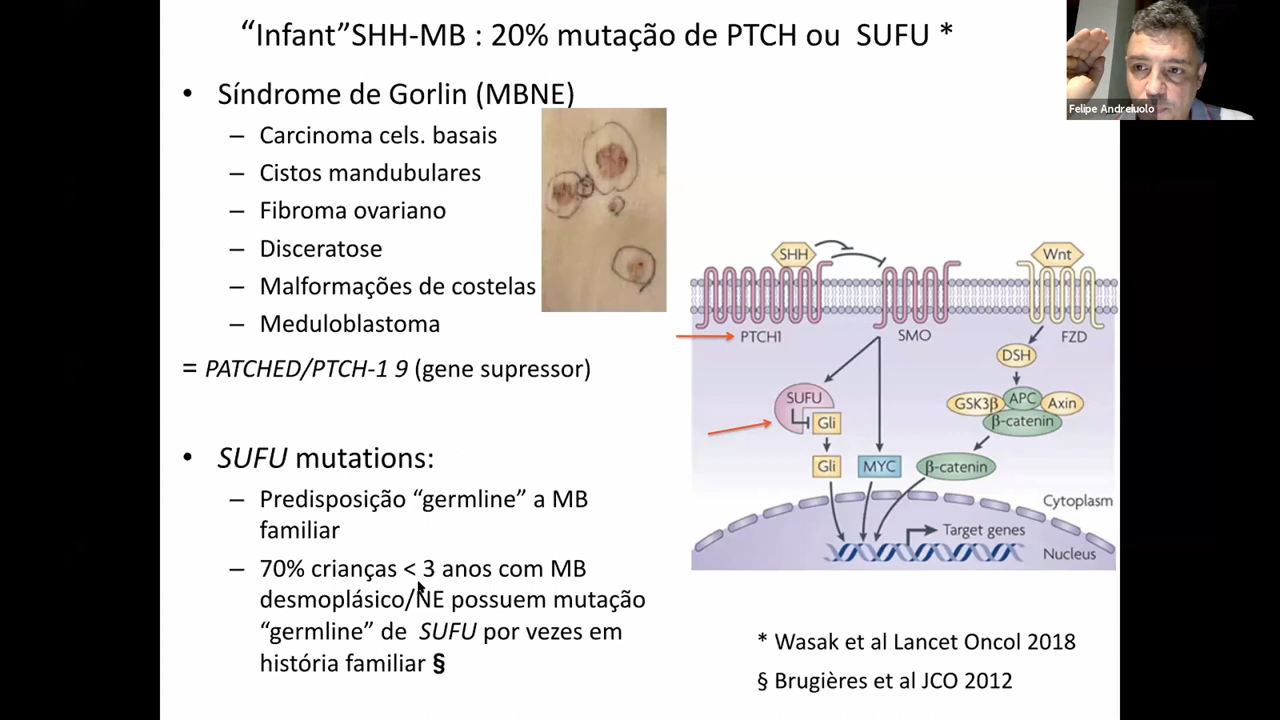 “Infant”SHH-MB : 20% mutação de PTCH ou SUFU *
• Síndrome de Gorlin (MBNE)
– Carcinoma cels. basais
– Cistos mandubulares
– Fibroma ovariano
– Disceratose
– Malformações de costelas
– Meduloblastoma
= PATCHED/PTCH-1 9 (gene supressor)
• SUFU mutations:
– Predisposição “germline” a MB
familiar
– 70% crianças < 3 anos com MB
desmoplásico/NE possuem mutação
“germline” de SUFU por vezes em
história familiar §
Felipe Andreiuolo
SHH
Wnt
PTCH1
SMO
FZD
DSH
SUFU
Gli
GSK3β
APC
Axin
β-catenin
Gli
MYC
β-catenin
Cytoplasm
Target genes
Nucleus
* Wasak et al Lancet Oncol 2018
§ Brugières et al JCO 2012